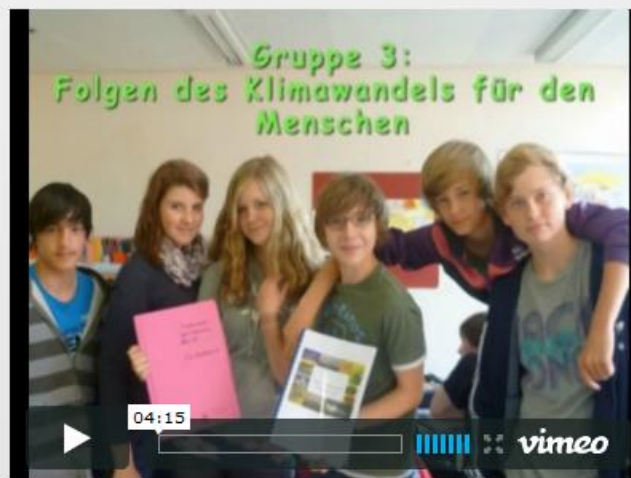 Gruppe 3:
Folgen des Klimawandels für den
Menschen
04:15
vimeo